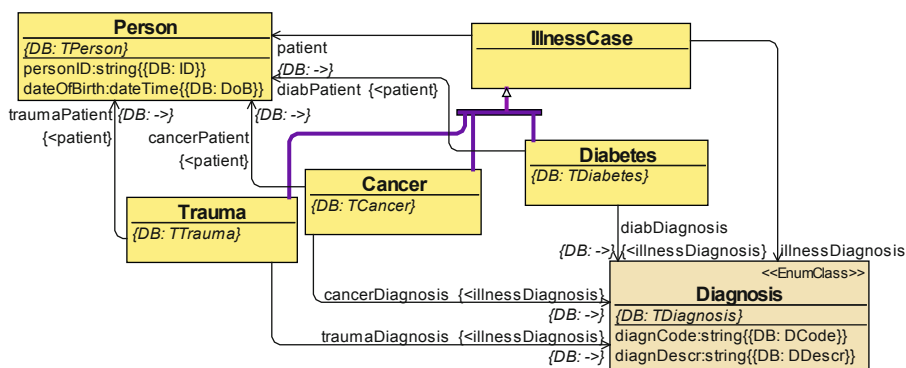 Person
{DB: TPerson}
personID:string{{DB: ID}}
dateOfBirth:dateTime{{DB: DoB}}
IllnessCase
patient
{DB: ->}
diabPatient {<patient}
traumaPatient
{DB: ->}
{<patient}
cancerPatient
{DB: ->}
{<patient}
Diabetes
{DB: TDiabetes}
Cancer
{DB: TCancer}
Trauma
{DB: TTrauma}
diabDiagnosis
{DB: ->} {<illnessDiagnosis}
illnessDiagnosis
<<EnumClass>>
Diagnosis
{DB: TDiagnosis}
diagnCode:string{{DB: DCode}}
diagnDescr:string{{DB: DDescr}}
cancerDiagnosis {<illnessDiagnosis}
{DB: ->}
traumaDiagnosis {<illnessDiagnosis}
{DB: ->}